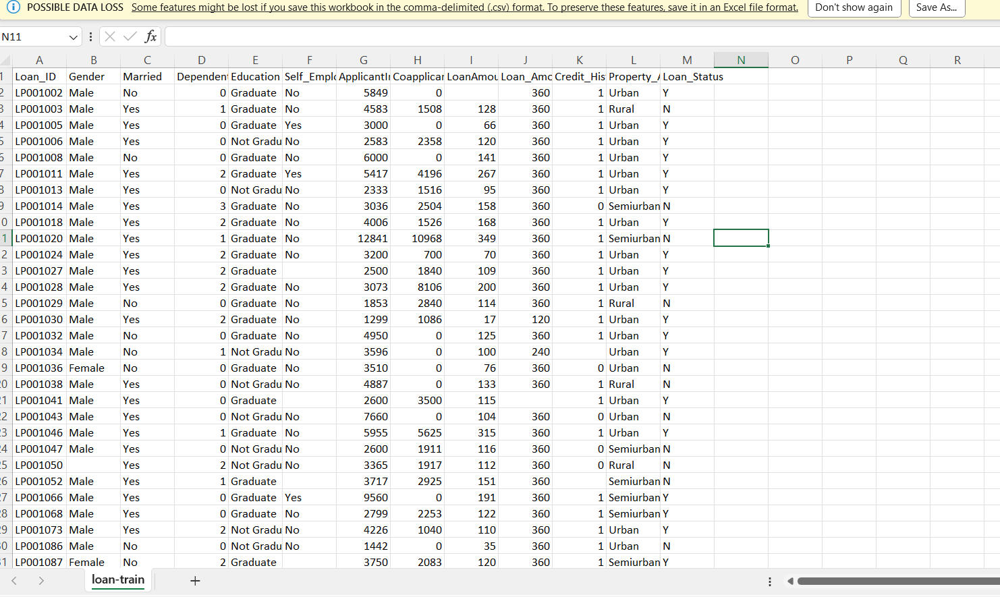 POSSIBLE DATA LOSS Some features might be lost if you save this workbook in the comma-delimited (.csv) format. To preserve these features, save it in an Excel file format. Don't show again Save As...
N11 fx
A B C D E F G H I J K L M N O P Q R
1 Loan_ID Gender Married Dependen Education Self_Emplo ApplicantI Coapplican LoanAmou Loan_Amo Credit_His Property_A Loan_Status
2 LP001002 Male No 0 Graduate No 5849 0 360 1 Urban Y
3 LP001003 Male Yes 1 Graduate No 4583 1508 128 360 1 Rural N
4 LP001005 Male Yes 0 Graduate Yes 3000 0 66 360 1 Urban Y
5 LP001006 Male Yes 0 Not Gradu No 2583 2358 120 360 1 Urban Y
6 LP001008 Male No 0 Graduate No 6000 0 141 360 1 Urban Y
7 LP001011 Male Yes 2 Graduate Yes 5417 4196 267 360 1 Urban Y
8 LP001013 Male Yes 0 Not Gradu No 2333 1516 95 360 1 Urban Y
9 LP001014 Male Yes 3 Graduate No 3036 2504 158 360 0 Semiurban N
0 LP001018 Male Yes 2 Graduate No 4006 1526 168 360 1 Urban Y
1 LP001020 Male Yes 1 Graduate No 12841 10968 349 360 1 Semiurban N
2 LP001024 Male Yes 2 Graduate No 3200 700 70 360 1 Urban Y
3 LP001027 Male Yes 2 Graduate 2500 1840 109 360 1 Urban Y
4 LP001028 Male Yes 2 Graduate No 3073 8106 200 360 1 Urban Y
5 LP001029 Male No 0 Graduate No 1853 2840 114 360 1 Rural N
6 LP001030 Male Yes 2 Graduate No 1299 1086 17 120 1 Urban Y
7 LP001032 Male No 0 Graduate No 4950 0 125 360 1 Urban Y
8 LP001034 Male No 1 Not Gradu No 3596 0 100 240 Urban Y
9 LP001036 Female No 0 Graduate No 3510 0 76 360 0 Urban N
20 LP001038 Male Yes 0 Not Gradu No 4887 0 133 360 1 Rural N
21 LP001041 Male Yes 0 Graduate 2600 3500 115 1 Urban Y
22 LP001043 Male Yes 0 Not Gradu No 7660 0 104 360 0 Urban N
23 LP001046 Male Yes 1 Graduate No 5955 5625 315 360 1 Urban Y
24 LP001047 Male Yes 0 Not Gradu No 2600 1911 116 360 0 Semiurban N
25 LP001050 Yes 2 Not Gradu No 3365 1917 112 360 0 Rural N
26 LP001052 Male Yes 1 Graduate 3717 2925 151 360 Semiurban N
27 LP001066 Male Yes 0 Graduate Yes 9560 0 191 360 1 Semiurban Y
28 LP001068 Male Yes 0 Graduate No 2799 2253 122 360 1 Semiurban Y
29 LP001073 Male Yes 2 Not Gradu No 4226 1040 110 360 1 Urban Y
30 LP001086 Male No 0 Not Gradu No 1442 0 35 360 1 Urban N
31 LP001087 Female No 2 Graduate 3750 2083 120 360 1 Semiurban Y
loan-train